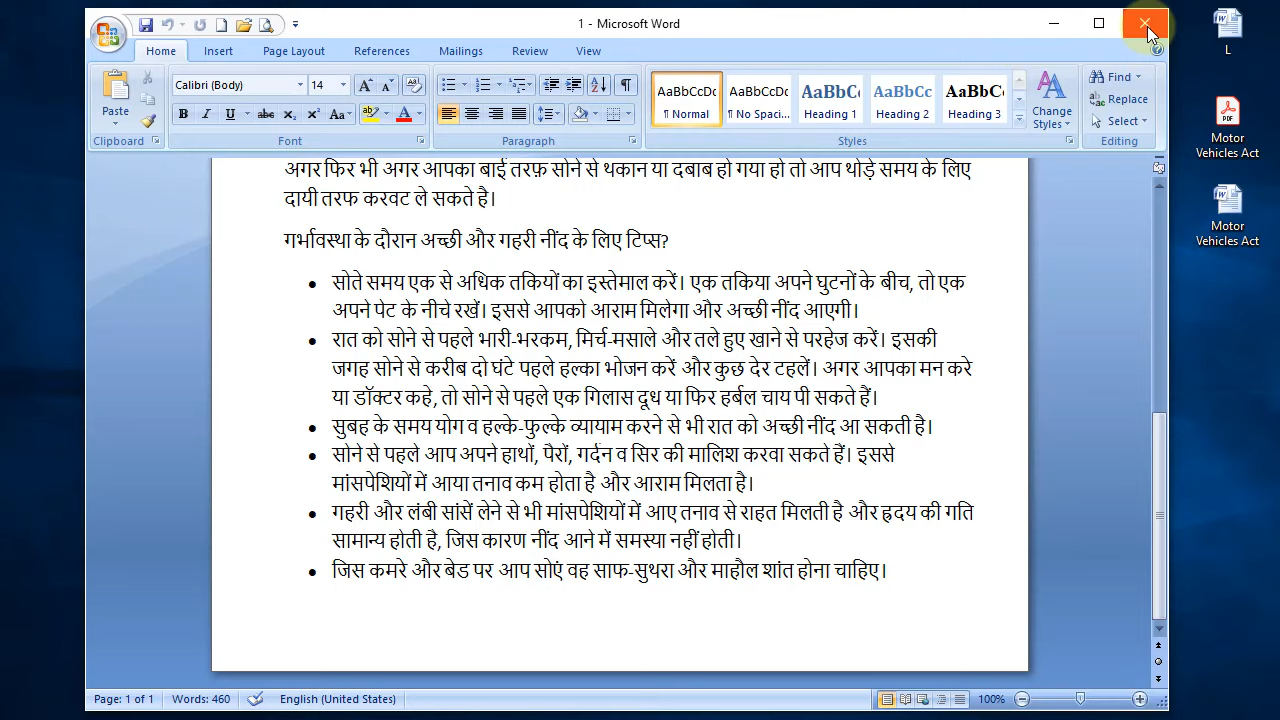 1 - Microsoft Word
Home Insert Page Layout References Mailings Review View
Calibri (Body) 14
AaBbCcDc AaBbCcDc AaBbC AaBbCc AaBbC
Paste
¶ Normal ¶ No Spaci... Heading 1 Heading 2 Heading 3
Change Styles
Find
Replace
Select
Clipboard Font Paragraph Styles Editing
अगर फिर भी अगर आपका बाई तरफ़ सोने से थकान या दबाब हो गया हो तो आप थोड़े समय के लिए
दायी तरफ करवट ले सकते है।
गर्भावस्था के दौरान अच्छी और गहरी नींद के लिए टिप्स?
• सोते समय एक से अधिक तकियों का इस्तेमाल करें। एक तकिया अपने घुटनों के बीच, तो एक
अपने पेट के नीचे रखें। इससे आपको आराम मिलेगा और अच्छी नींद आएगी।
• रात को सोने से पहले भारी-भरकम, मिर्च-मसाले और तले हुए खाने से परहेज करें। इसकी
जगह सोने से करीब दो घंटे पहले हल्का भोजन करें और कुछ देर टहलें। अगर आपका मन करे
या डॉक्टर कहे, तो सोने से पहले एक गिलास दूध या फिर हर्बल चाय पी सकते हैं।
• सुबह के समय योग व हल्के-फुल्के व्यायाम करने से भी रात को अच्छी नींद आ सकती है।
• सोने से पहले आप अपने हाथों, पैरों, गर्दन व सिर की मालिश करवा सकते हैं। इससे
मांसपेशियों में आया तनाव कम होता है और आराम मिलता है।
• गहरी और लंबी सांसें लेने से भी मांसपेशियों में आए तनाव से राहत मिलती है और ह्रदय की गति
सामान्य होती है, जिस कारण नींद आने में समस्या नहीं होती।
• जिस कमरे और बेड पर आप सोएं वह साफ-सुथरा और माहौल शांत होना चाहिए।
Page: 1 of 1 Words: 460 English (United States) 100%
L
Motor
Vehicles Act
Motor
Vehicles Act